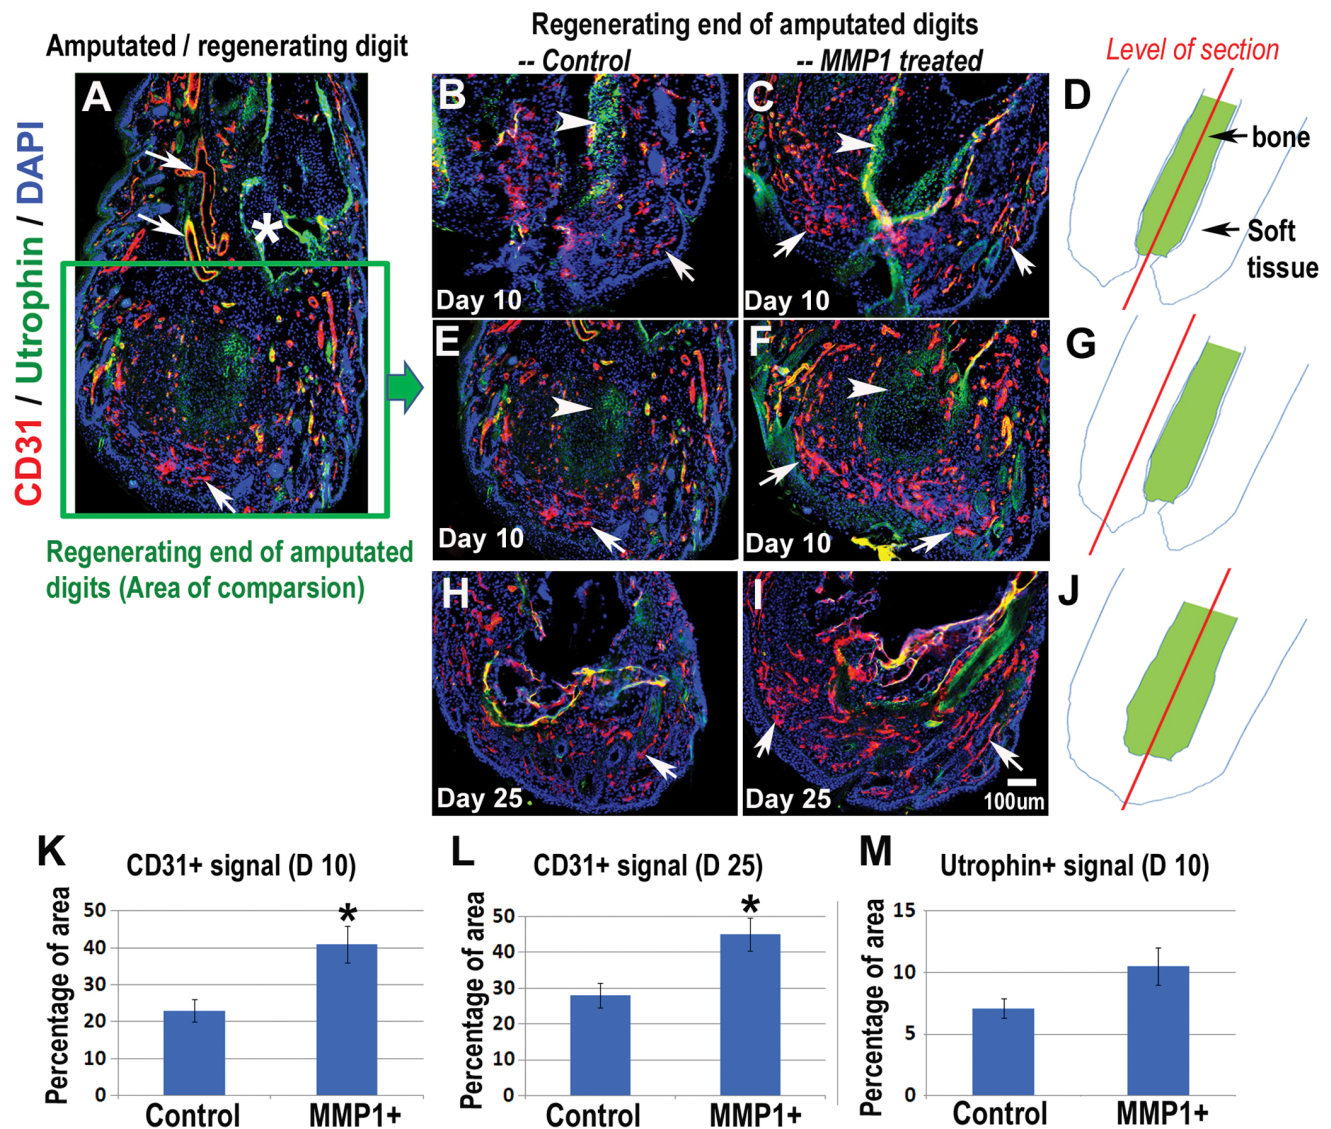 Amputated / regenerating digit
Regenerating end of amputated digits
-- Control
-- MMP1 treated
Level of section
CD31 / Utrophin / DAPI
A
*
B
Day 10
C
Day 10
D
bone
Soft
tissue
E
Day 10
F
Day 10
G
Regenerating end of amputated
digits (Area of comparsion)
H
Day 25
I
Day 25
100um
J
K
CD31+ signal (D 10)
Percentage of area
50
40
30
20
10
0
*
Control
MMP1+
L
CD31+ signal (D 25)
Percentage of area
50
40
30
20
10
0
*
Control
MMP1+
M
Utrophin+ signal (D 10)
Percentage of area
15
10
5
0
Control
MMP1+